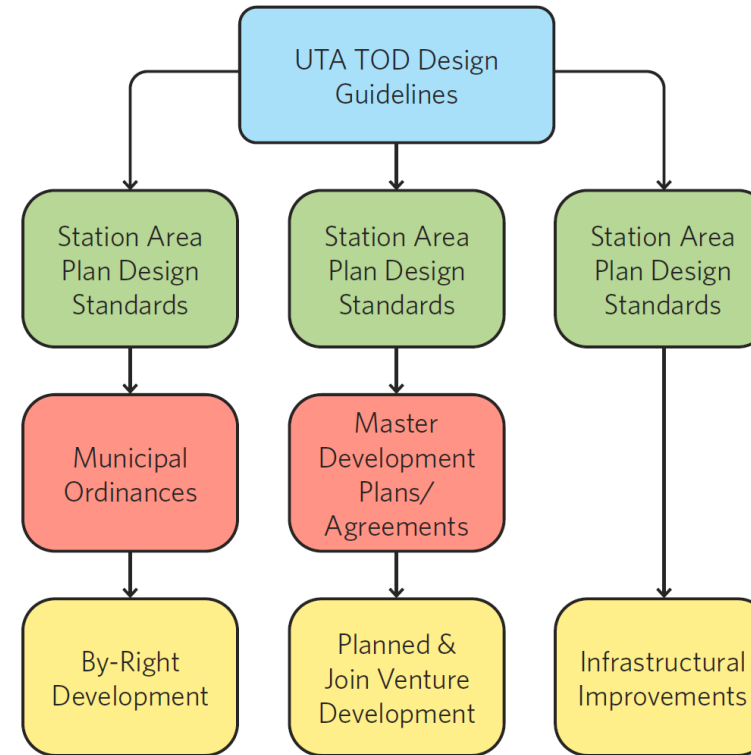 UTA TOD Design
Guidelines
Station Area
Plan Design
Standards
Station Area
Plan Design
Standards
Station Area
Plan Design
Standards
Municipal
Ordinances
Master
Development
Plans/
Agreements
By-Right
Development
Planned &
Join Venture
Development
Infrastructural
Improvements